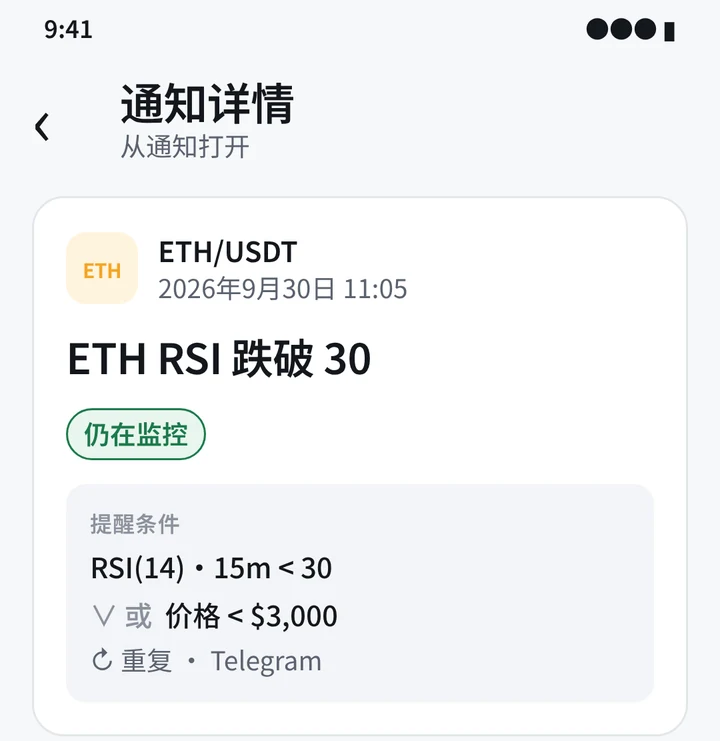 9:41
通知详情
从通知打开
ETH
ETH/USDT
2026年9月30日 11:05
ETH RSI 跌破 30
仍在监控
提醒条件
RSI(14)・15m < 30
∨ 或 价格 < $3,000
↻ 重复 ・ Telegram